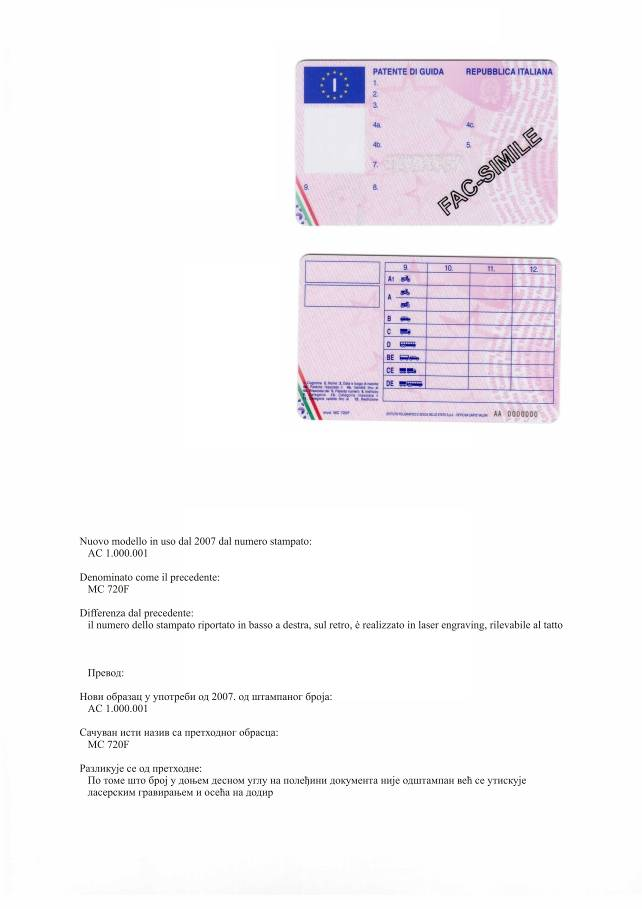 I
PATENTE DI GUIDA REPUBBLICA ITALIANA
1.
2.
3.
4a. 4c.
4b. 5.
7.
9. 8.
FAC-SIMILE
9. 10. 11. 12.
A1
A
B
C
D
BE
CE
DE
mod. MC 720F
AA 0000000
Nuovo modello in uso dal 2007 dal numero stampato:
AC 1.000.001
Denominato come il precedente:
MC 720F
Differenza dal precedente:
il numero dello stampato riportato in basso a destra, sul retro, è realizzato in laser engraving, rilevabile al tatto
Превод:
Нови образац у употреби од 2007. од штампаног броја:
АС 1.000.001
Сачуван исти назив са претходног обрасца:
МС 720F
Разликује се од претходне:
По томе што број у доњем десном углу на полеђини документа није одштампан већ се утискује
ласерским гравирањем и осећа на додир